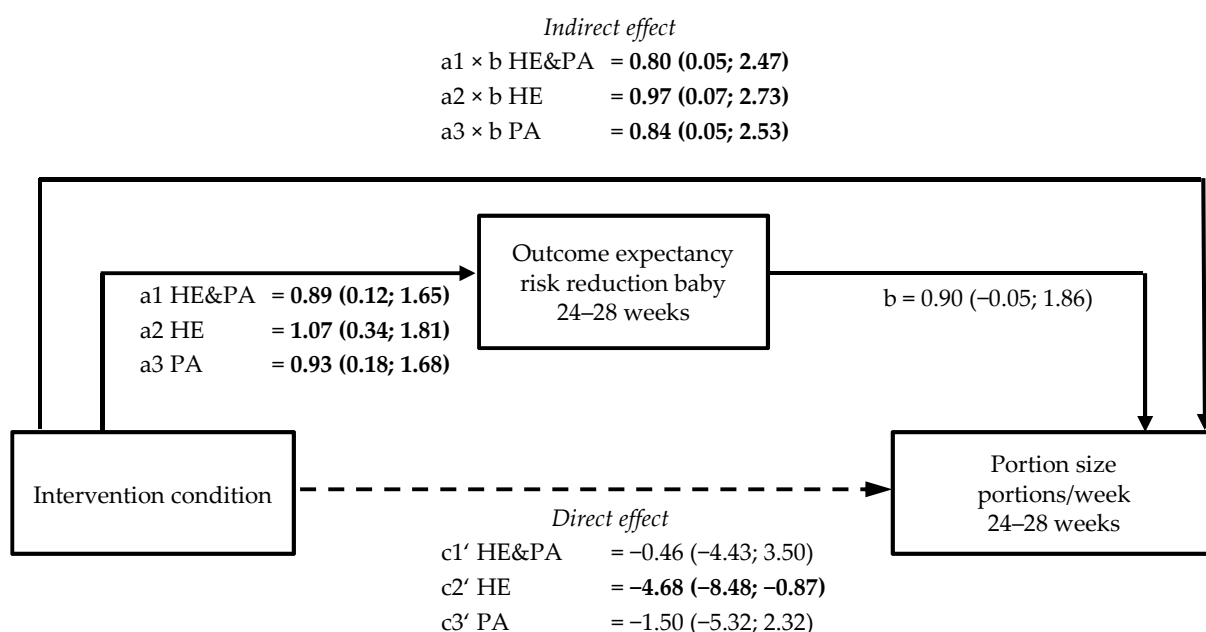 Indirect effect
a1 × b HE&PA = 0.80 (0.05; 2.47)
a2 × b HE = 0.97 (0.07; 2.73)
a3 × b PA = 0.84 (0.05; 2.53)
Outcome expectancy
risk reduction baby
24–28 weeks
a1 HE&PA = 0.89 (0.12; 1.65)
a2 HE = 1.07 (0.34; 1.81)
a3 PA = 0.93 (0.18; 1.68)
b = 0.90 (−0.05; 1.86)
Intervention condition
Portion size
portions/week
24–28 weeks
Direct effect
c1‘ HE&PA = −0.46 (−4.43; 3.50)
c2‘ HE = −4.68 (−8.48; −0.87)
c3‘ PA = −1.50 (−5.32; 2.32)